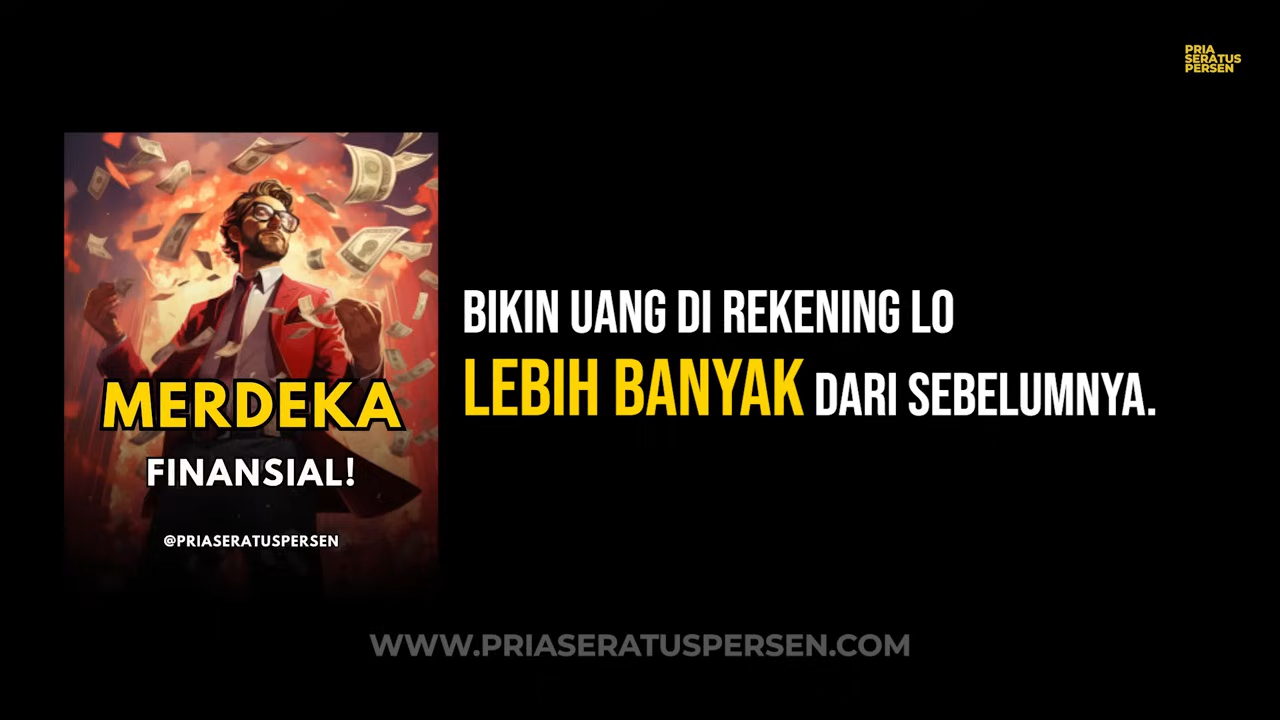 PRIA
SERATUS
PERSEN
MERDEKA
FINANSIAL!
@PRIASERATUSPERSEN
BIKIN UANG DI REKENING LO
LEBIH BANYAK DARI SEBELUMNYA.
WWW.PRIASERATUSPERSEN.COM